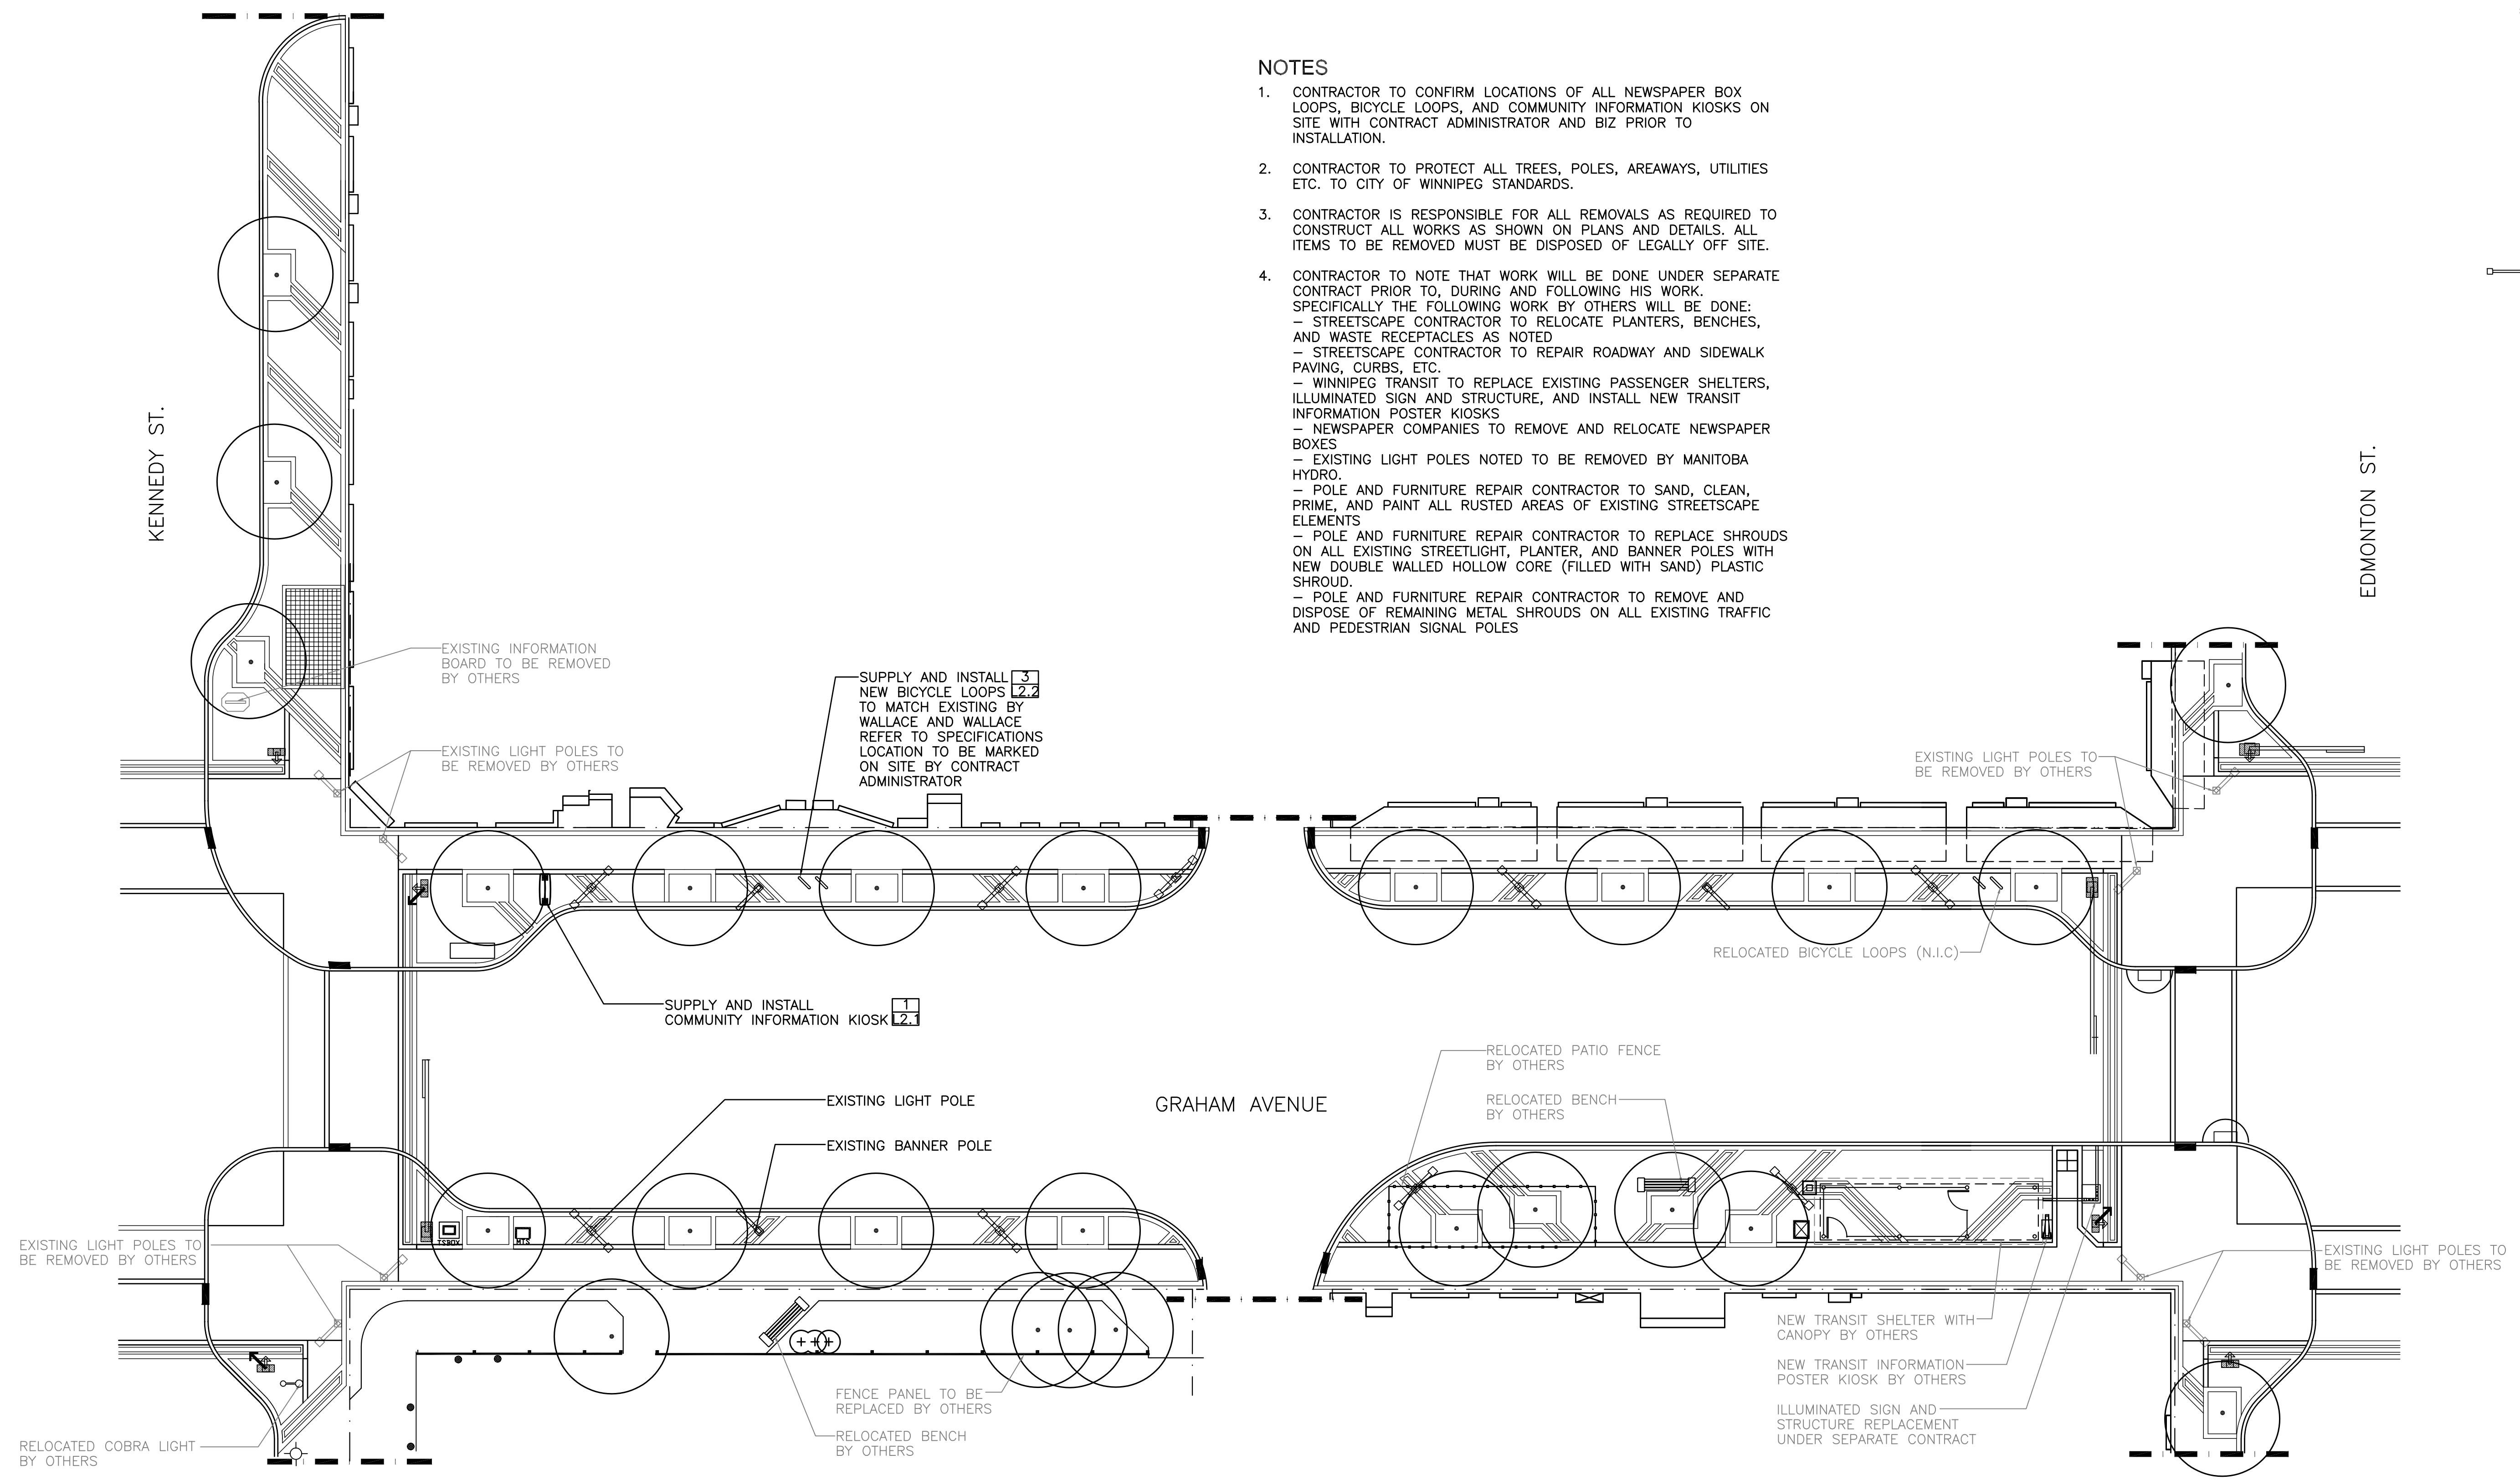 NOTES
1. CONTRACTOR TO CONFIRM LOCATIONS OF ALL NEWSPAPER BOX
LOOPS, BICYCLE LOOPS, AND COMMUNITY INFORMATION KIOSKS ON
SITE WITH CONTRACT ADMINISTRATOR AND BIZ PRIOR TO
INSTALLATION.
2. CONTRACTOR TO PROTECT ALL TREES, POLES, AREAWAYS, UTILITIES
ETC. TO CITY OF WINNIPEG STANDARDS.
3. CONTRACTOR IS RESPONSIBLE FOR ALL REMOVALS AS REQUIRED TO
CONSTRUCT ALL WORKS AS SHOWN ON PLANS AND DETAILS. ALL
ITEMS TO BE REMOVED MUST BE DISPOSED OF LEGALLY OFF SITE.
4. CONTRACTOR TO NOTE THAT WORK WILL BE DONE UNDER SEPARATE
CONTRACT PRIOR TO, DURING AND FOLLOWING HIS WORK.
SPECIFICALLY THE FOLLOWING WORK BY OTHERS WILL BE DONE:
– STREETSCAPE CONTRACTOR TO RELOCATE PLANTERS, BENCHES,
AND WASTE RECEPTACLES AS NOTED
– STREETSCAPE CONTRACTOR TO REPAIR ROADWAY AND SIDEWALK
PAVING, CURBS, ETC.
– WINNIPEG TRANSIT TO REPLACE EXISTING PASSENGER SHELTERS,
ILLUMINATED SIGN AND STRUCTURE, AND INSTALL NEW TRANSIT
INFORMATION POSTER KIOSKS
– NEWSPAPER COMPANIES TO REMOVE AND RELOCATE NEWSPAPER
BOXES
– EXISTING LIGHT POLES NOTED TO BE REMOVED BY MANITOBA
HYDRO.
– POLE AND FURNITURE REPAIR CONTRACTOR TO SAND, CLEAN,
PRIME, AND PAINT ALL RUSTED AREAS OF EXISTING STREETSCAPE
ELEMENTS
– POLE AND FURNITURE REPAIR CONTRACTOR TO REPLACE SHROUDS
ON ALL EXISTING STREETLIGHT, PLANTER, AND BANNER POLES WITH
NEW DOUBLE WALLED HOLLOW CORE (FILLED WITH SAND) PLASTIC
SHROUD.
– POLE AND FURNITURE REPAIR CONTRACTOR TO REMOVE AND
DISPOSE OF REMAINING METAL SHROUDS ON ALL EXISTING TRAFFIC
AND PEDESTRIAN SIGNAL POLES
KENNEDY ST.
EDMONTON ST.
EXISTING INFORMATION
BOARD TO BE REMOVED
BY OTHERS
SUPPLY AND INSTALL 3
NEW BICYCLE LOOPS L2.2
TO MATCH EXISTING BY
WALLACE AND WALLACE
REFER TO SPECIFICATIONS
LOCATION TO BE MARKED
ON SITE BY CONTRACT
ADMINISTRATOR
EXISTING LIGHT POLES TO
BE REMOVED BY OTHERS
EXISTING LIGHT POLES TO
BE REMOVED BY OTHERS
RELOCATED BICYCLE LOOPS (N.I.C)
SUPPLY AND INSTALL 1
COMMUNITY INFORMATION KIOSK L2.1
RELOCATED PATIO FENCE
BY OTHERS
EXISTING LIGHT POLE
GRAHAM AVENUE
RELOCATED BENCH
BY OTHERS
EXISTING BANNER POLE
TSBOX
MTS
EXISTING LIGHT POLES TO
BE REMOVED BY OTHERS
EXISTING LIGHT POLES TO
BE REMOVED BY OTHERS
NEW TRANSIT SHELTER WITH
CANOPY BY OTHERS
NEW TRANSIT INFORMATION
POSTER KIOSK BY OTHERS
FENCE PANEL TO BE
REPLACED BY OTHERS
ILLUMINATED SIGN AND
STRUCTURE REPLACEMENT
UNDER SEPARATE CONTRACT
RELOCATED BENCH
BY OTHERS
RELOCATED COBRA LIGHT
BY OTHERS